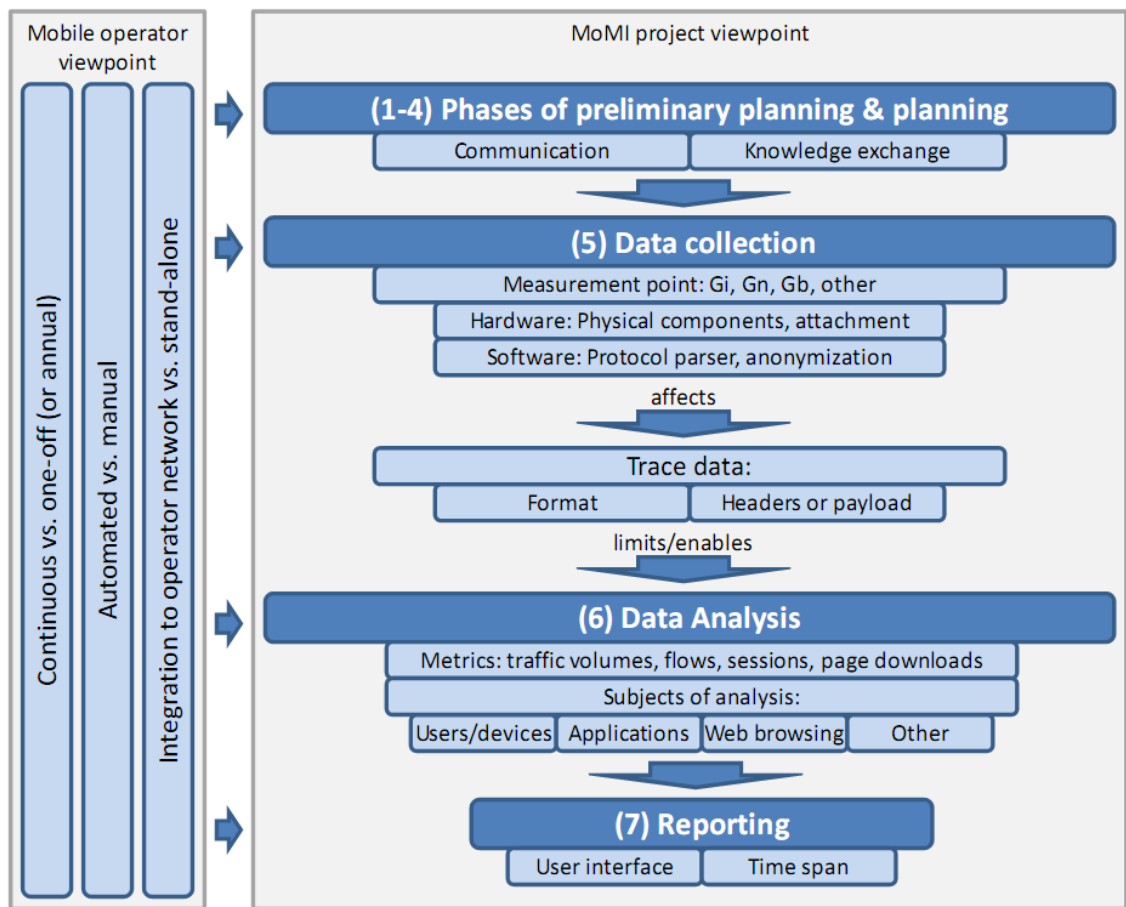 Mobile operator
viewpoint
Continuous vs. one-off (or annual)
Automated vs. manual
Integration to operator network vs. stand-alone
MoMI project viewpoint
(1-4) Phases of preliminary planning & planning
Communication
Knowledge exchange
(5) Data collection
Measurement point: Gi, Gn, Gb, other
Hardware: Physical components, attachment
Software: Protocol parser, anonymization
affects
Trace data:
Format
Headers or payload
limits/enables
(6) Data Analysis
Metrics: traffic volumes, flows, sessions, page downloads
Subjects of analysis:
Users/devices
Applications
Web browsing
Other
(7) Reporting
User interface
Time span